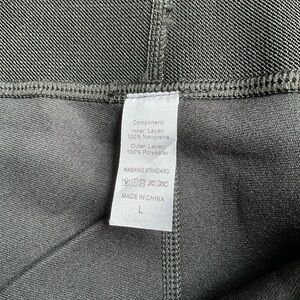 Component:
Inner Layer:
100% Neoprene
Outer Layer:
100% Polyester
WASHING STANDARD
MADE IN CHINA
L